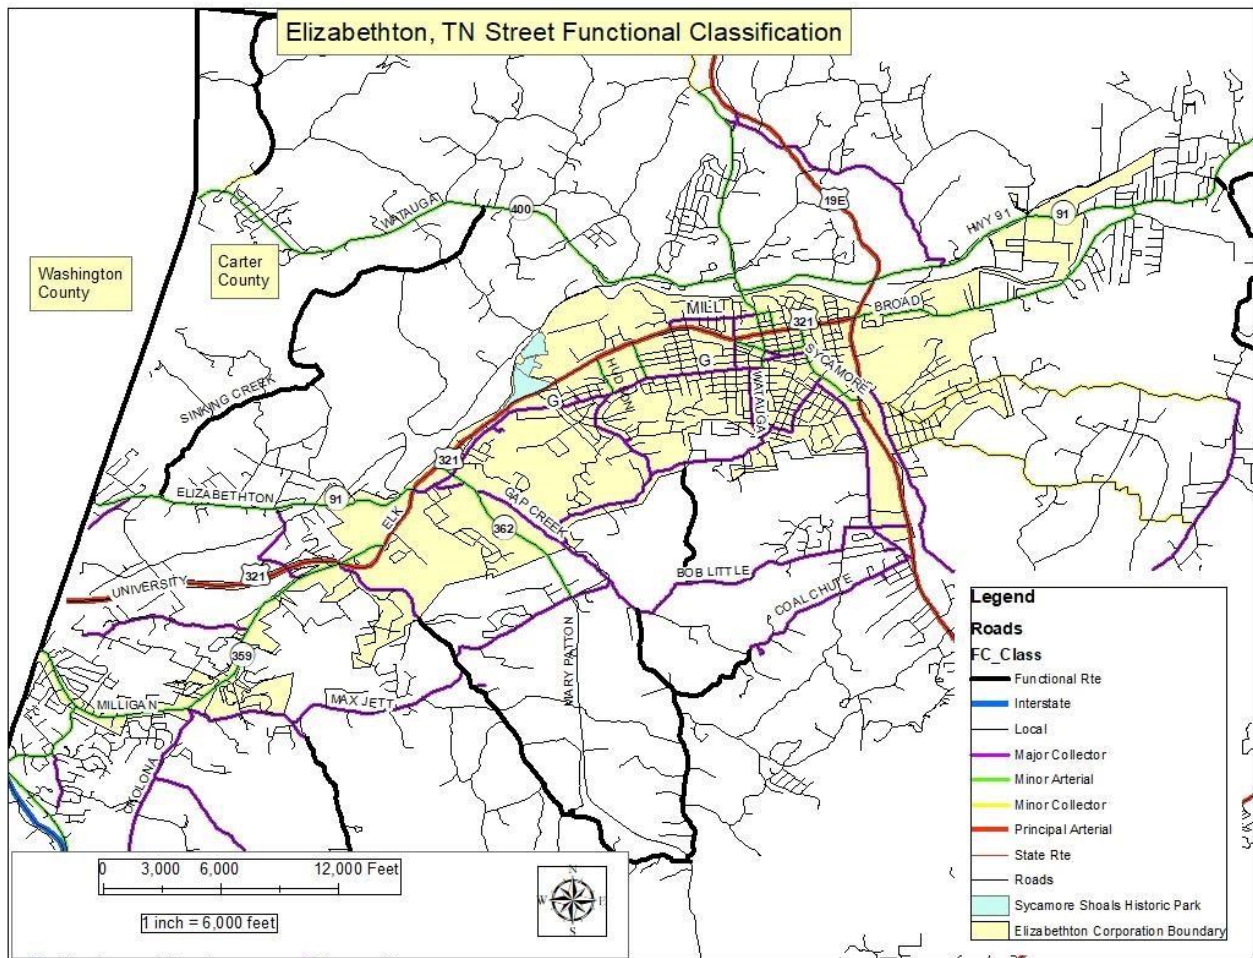 Elizabethton, TN Street Functional Classification
19E
WATAUGA
400
HWY 91
91
Washington
County
Carter
County
MILL
321
BROAD
SYCAMORE
G
HUDSON
WATAUGA
G
SINKING CREEK
321
ELIZABETHTON
91
ELK
GAP CREEK
362
UNIVERSITY
321
BOB LITTLE
COAL CHUTE
MARY PATTON
359
MILLIGAN
MAX JETT
OKOLONA
Legend
Roads
FC_Class
Functional Rte
Interstate
Local
Major Collector
Minor Arterial
Minor Collector
Principal Arterial
State Rte
Roads
Sycamore Shoals Historic Park
Elizabethton Corporation Boundary
0 3,000 6,000 12,000 Feet
1 inch = 6,000 feet
N
W E
S